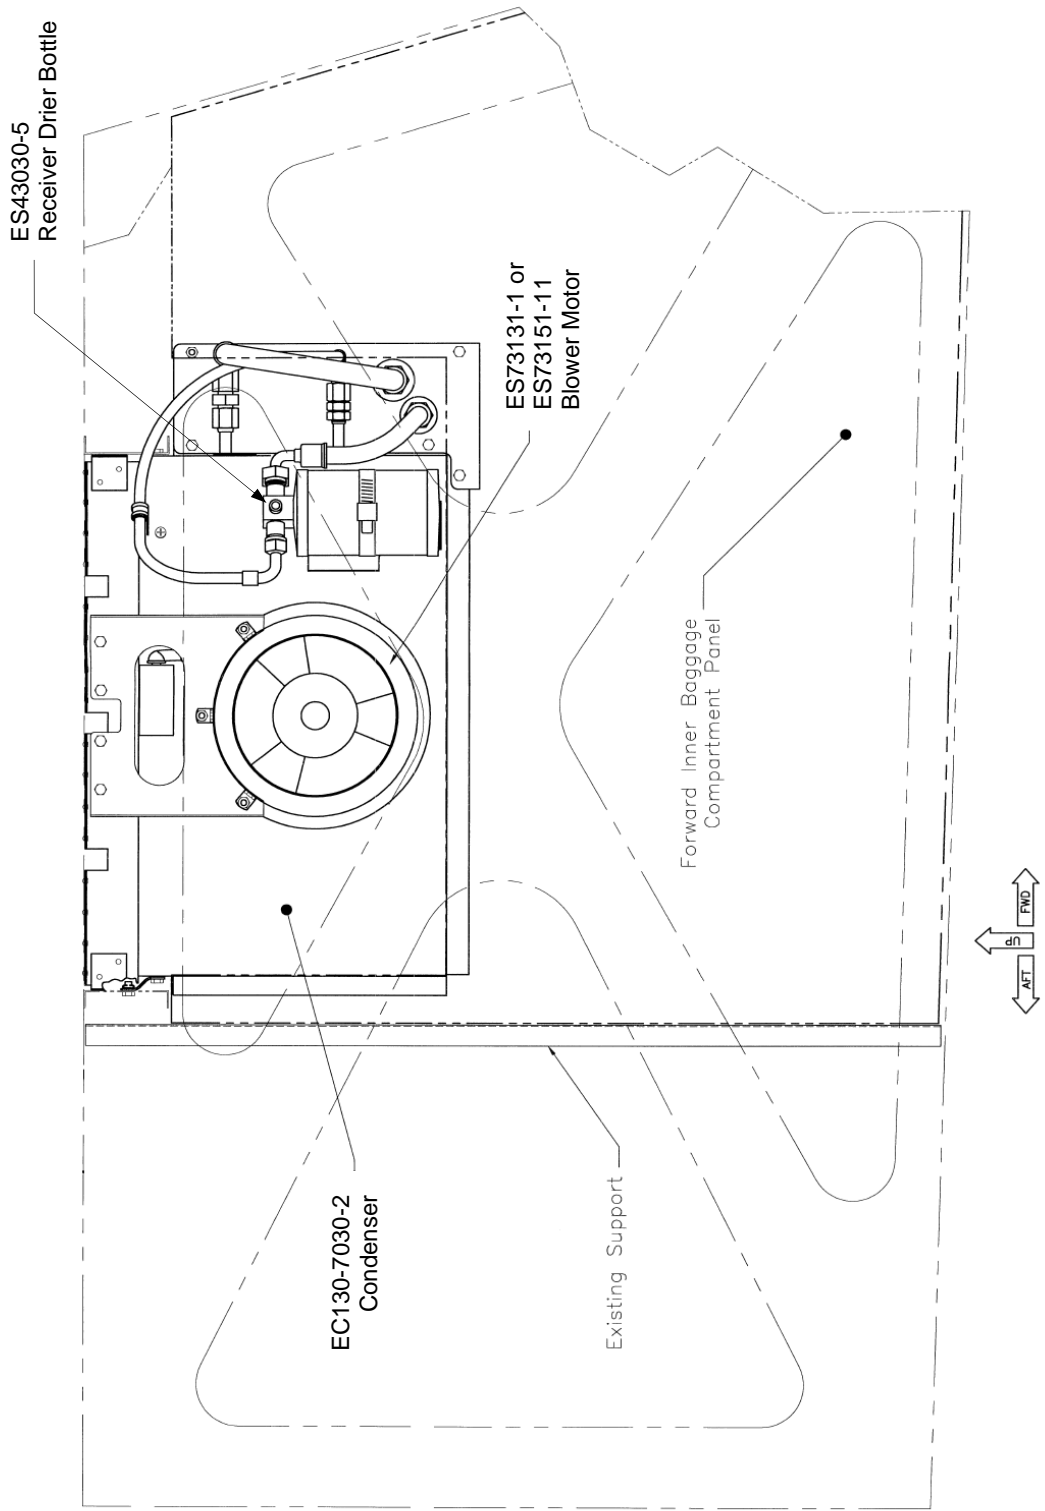 ES43030-5
Receiver Drier Bottle
ES73131-1 or
ES73151-11
Blower Motor
EC130-7030-2
Condenser
Forward Inner Baggage
Compartment Panel
Existing Support
AFT
UP
FWD